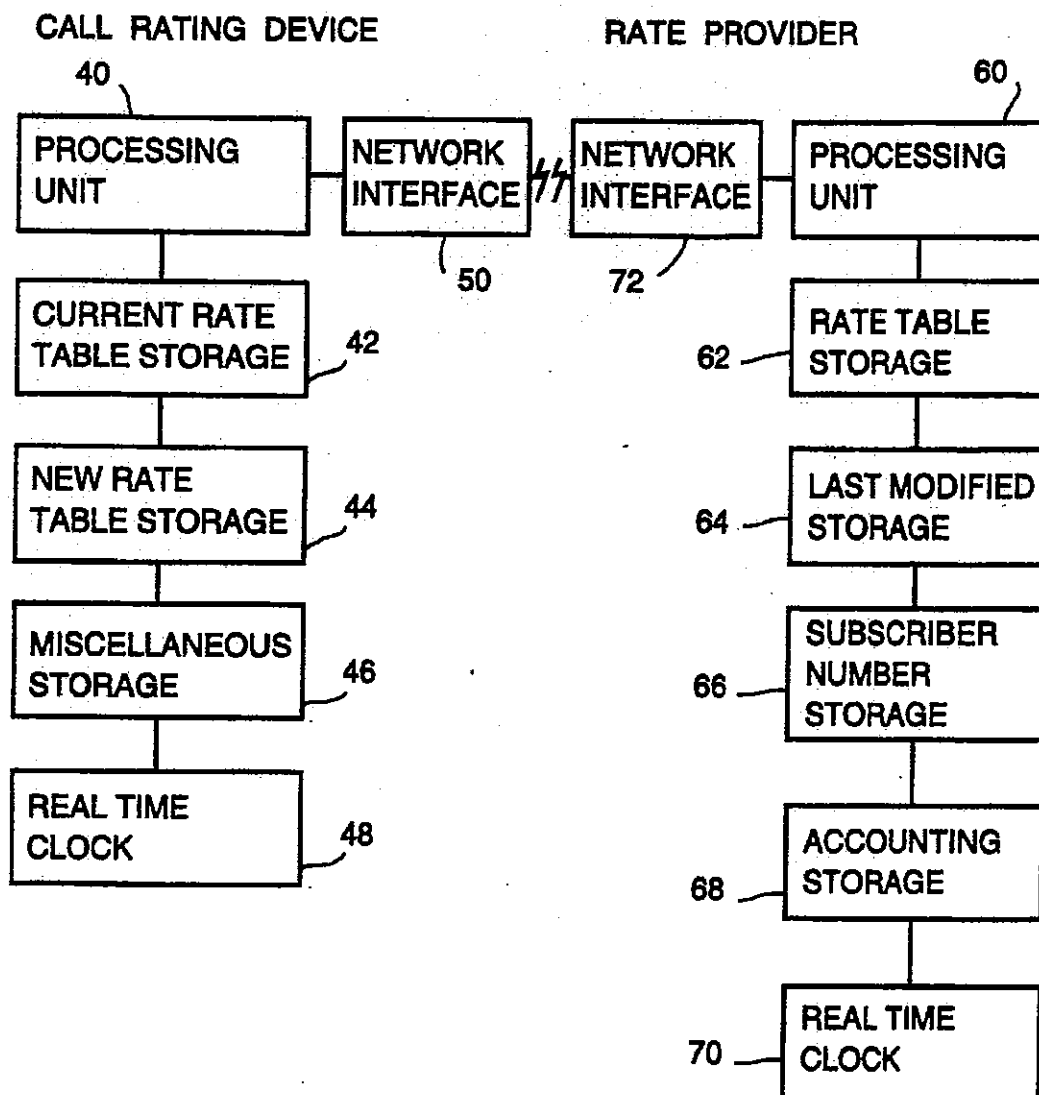 CALL RATING DEVICE
RATE PROVIDER
40
60
PROCESSING
UNIT
NETWORK
INTERFACE
NETWORK
INTERFACE
PROCESSING
UNIT
50
72
CURRENT RATE
TABLE STORAGE
42
62
RATE TABLE
STORAGE
NEW RATE
TABLE STORAGE
44
64
LAST MODIFIED
STORAGE
MISCELLANEOUS
STORAGE
46
66
SUBSCRIBER
NUMBER
STORAGE
REAL TIME
CLOCK
48
68
ACCOUNTING
STORAGE
70
REAL TIME
CLOCK